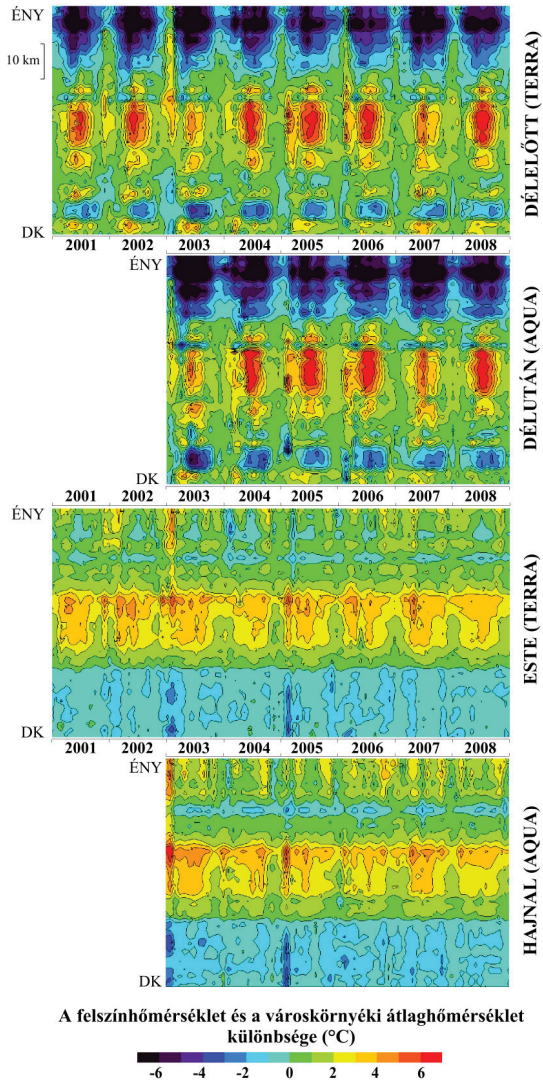 ÉNY
10 km
DK
DÉLELŐTT (TERRA)
2001 2002 2003 2004 2005 2006 2007 2008
ÉNY
DK
DÉLUTÁN (AQUA)
2001 2002 2003 2004 2005 2006 2007 2008
ÉNY
DK
ESTE (TERRA)
2001 2002 2003 2004 2005 2006 2007 2008
ÉNY
DK
HAJNAL (AQUA)
A felszínhőmérséklet és a városkörnyéki átlaghőmérséklet
különbsége (°C)
-6 -4 -2 0 2 4 6